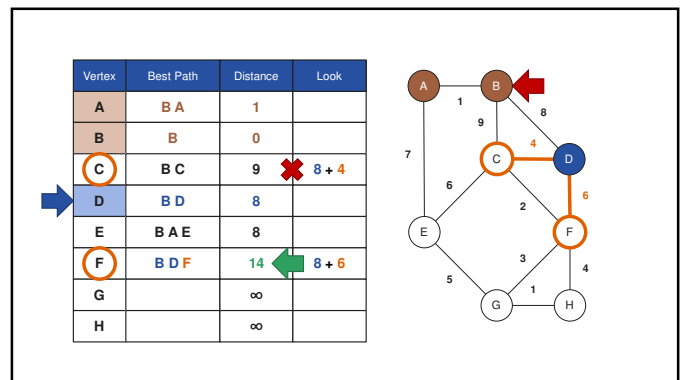 Vertex Best Path Distance Look
A B A 1
B B 0
C B C 9 8 + 4
D B D 8
E B A E 8
F B D F 14 8 + 6
G ∞
H ∞
A 1 B
8
9
4
7
C D
6
6
2
E F
3
4
5
1
G H